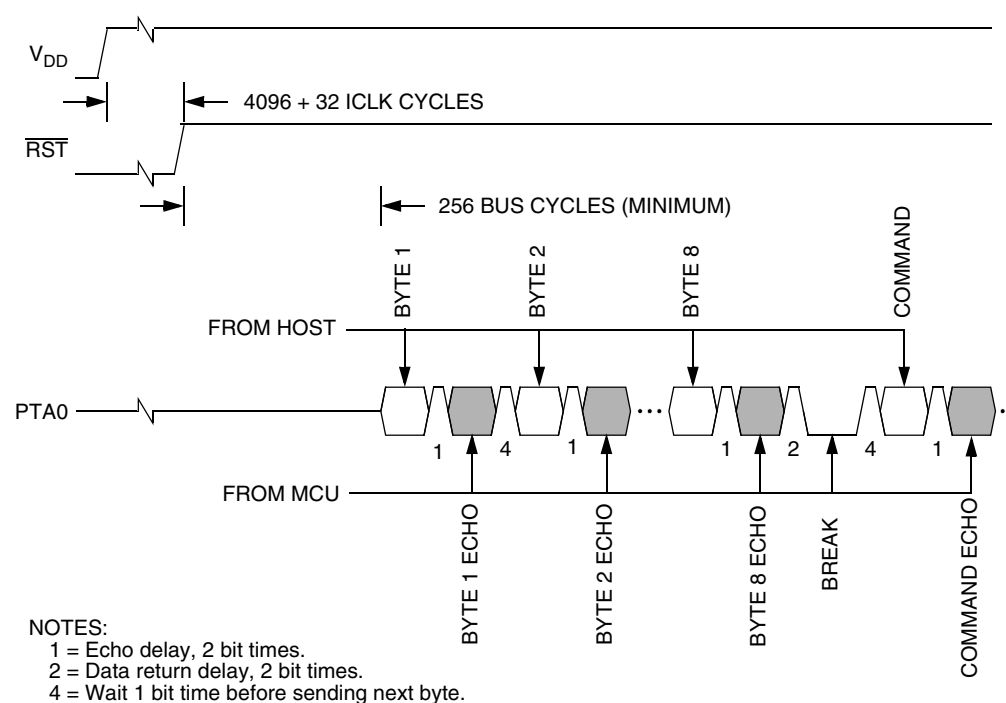 VDD
4096 + 32 ICLK CYCLES
RST
256 BUS CYCLES (MINIMUM)
BYTE 1
BYTE 2
BYTE 8
COMMAND
FROM HOST
PTA0
1
4
1
1
2
4
1
FROM MCU
BYTE 1 ECHO
BYTE 2 ECHO
BYTE 8 ECHO
BREAK
COMMAND ECHO
NOTES:
1 = Echo delay, 2 bit times.
2 = Data return delay, 2 bit times.
4 = Wait 1 bit time before sending next byte.